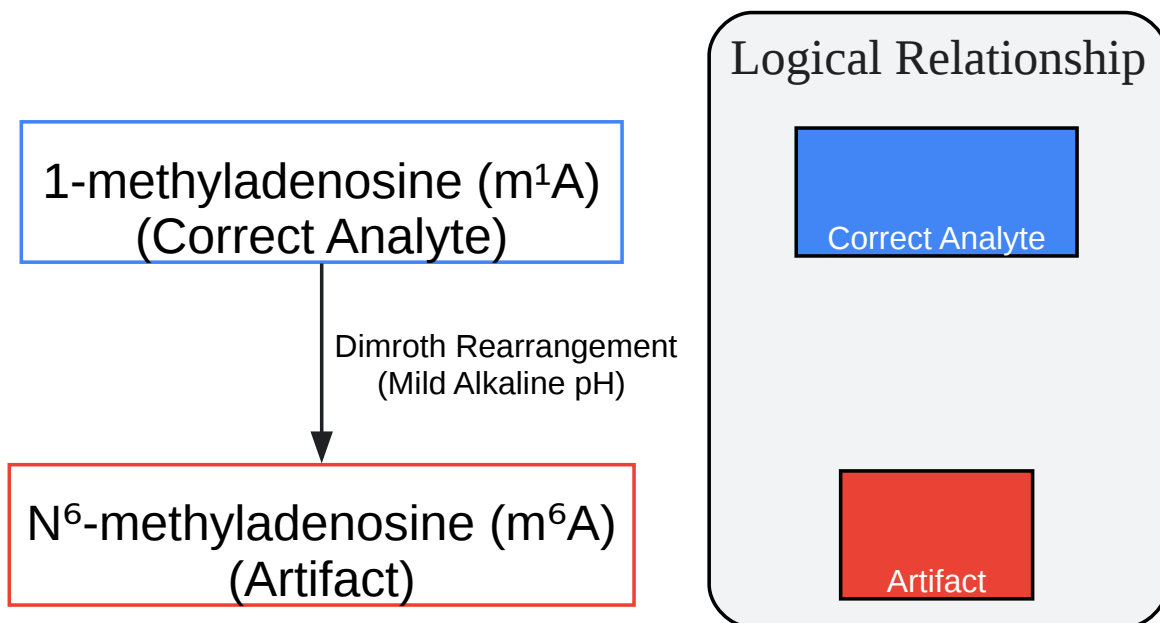 1-methyladenosine (m¹A)
(Correct Analyte)
Dimroth Rearrangement
(Mild Alkaline pH)
N⁶-methyladenosine (m⁶A)
(Artifact)
Logical Relationship
Correct Analyte
Artifact